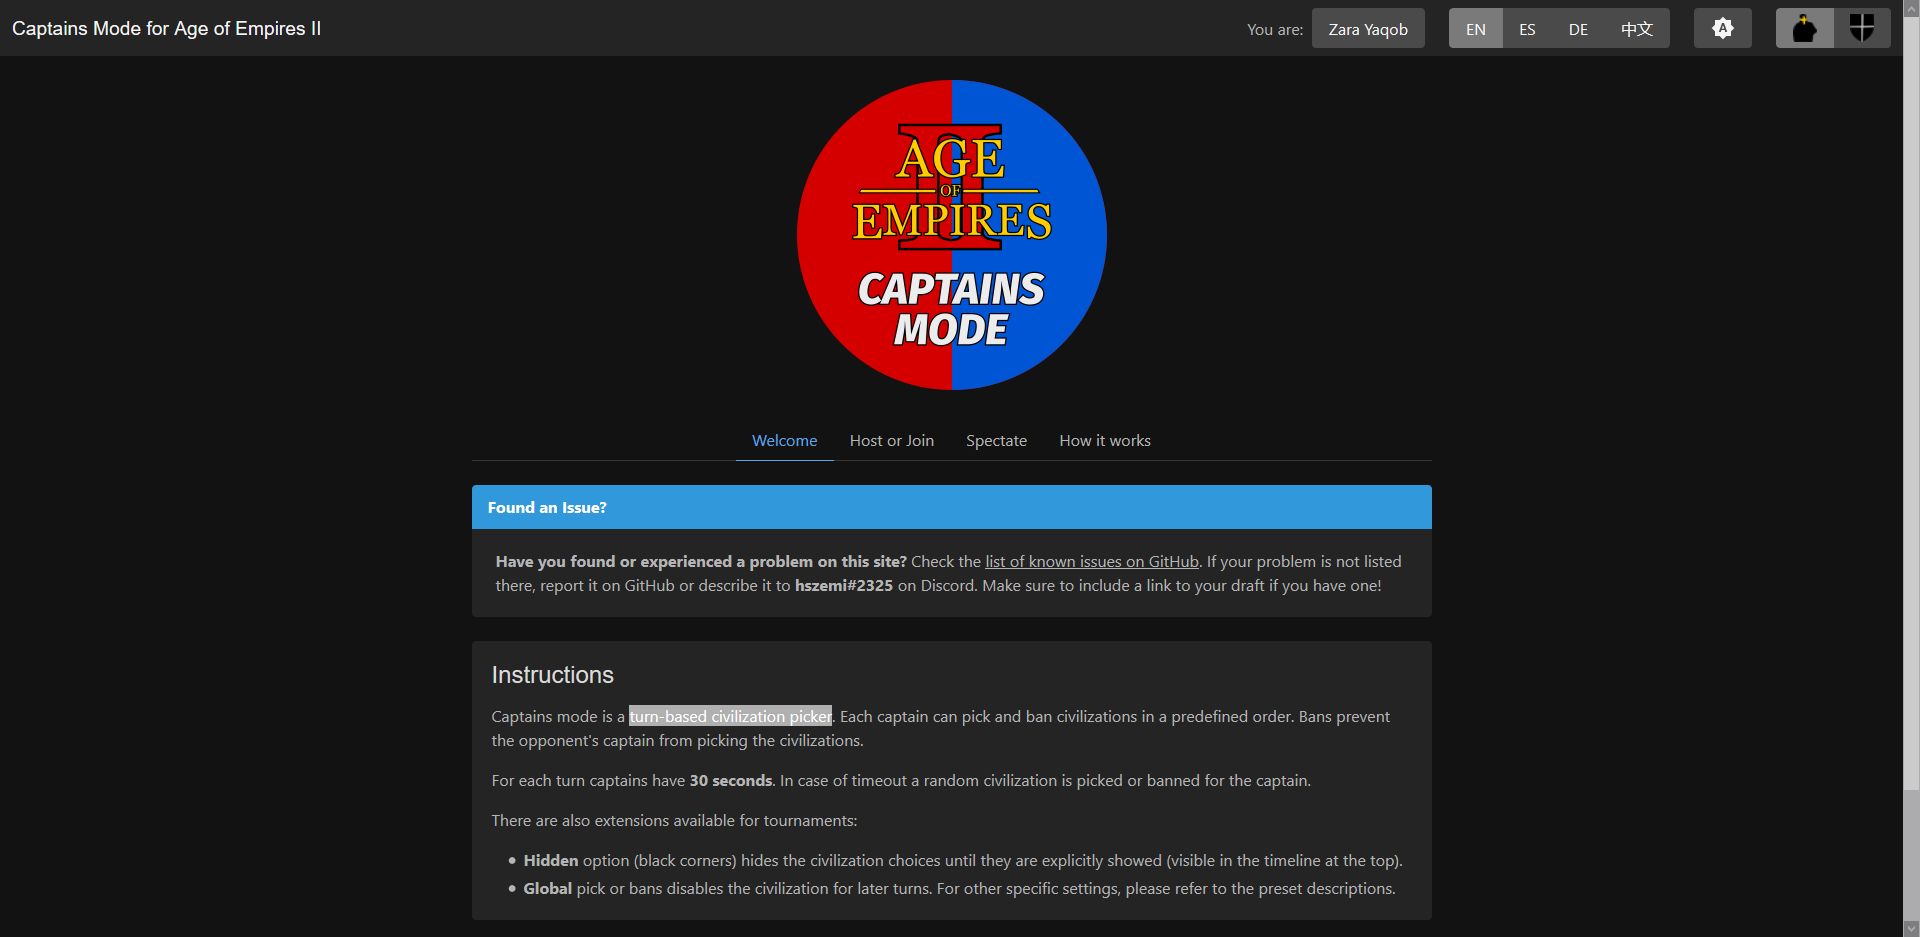 Captains Mode for Age of Empires II
You are: Zara Yaqob EN ES DE 中文 A
II
AGE
OF
EMPIRES
CAPTAINS
MODE
Welcome Host or Join Spectate How it works
Found an Issue?
Have you found or experienced a problem on this site? Check the list of known issues on GitHub. If your problem is not listed
there, report it on GitHub or describe it to hszemi#2325 on Discord. Make sure to include a link to your draft if you have one!
Instructions
Captains mode is a turn-based civilization picker. Each captain can pick and ban civilizations in a predefined order. Bans prevent
the opponent's captain from picking the civilizations.
For each turn captains have 30 seconds. In case of timeout a random civilization is picked or banned for the captain.
There are also extensions available for tournaments:
• Hidden option (black corners) hides the civilization choices until they are explicitly showed (visible in the timeline at the top).
• Global pick or bans disables the civilization for later turns. For other specific settings, please refer to the preset descriptions.